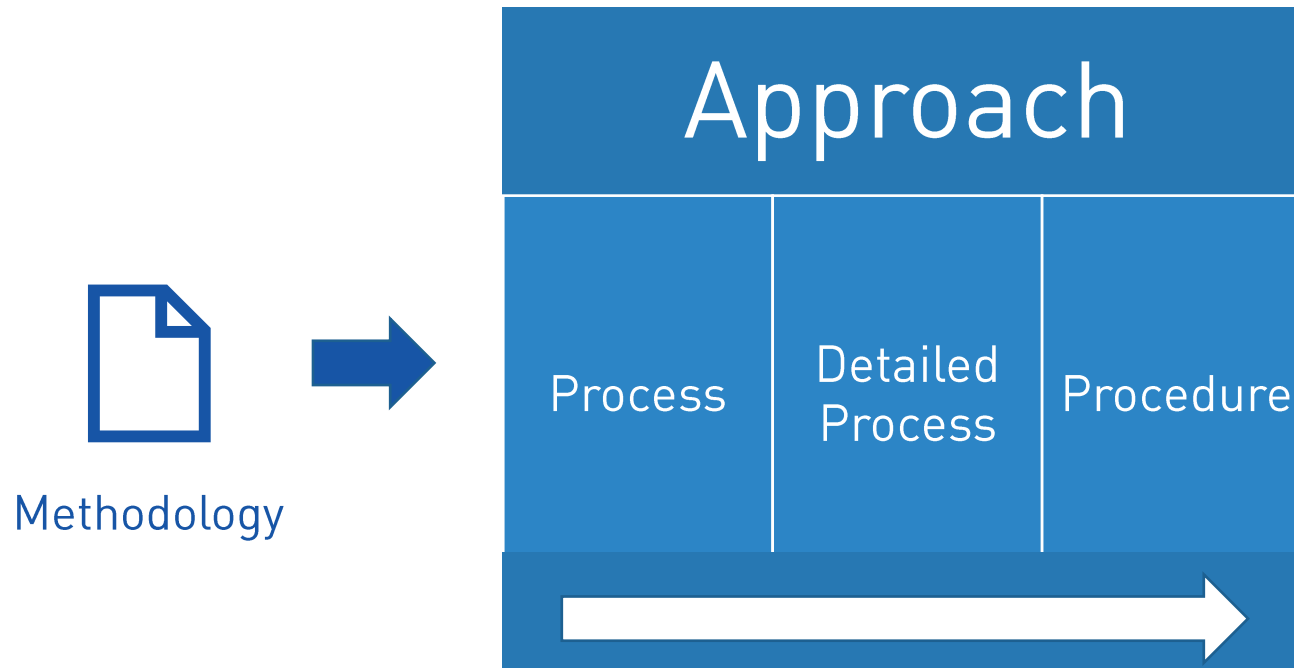 Approach
Process
Detailed
Process
Procedure
Methodology